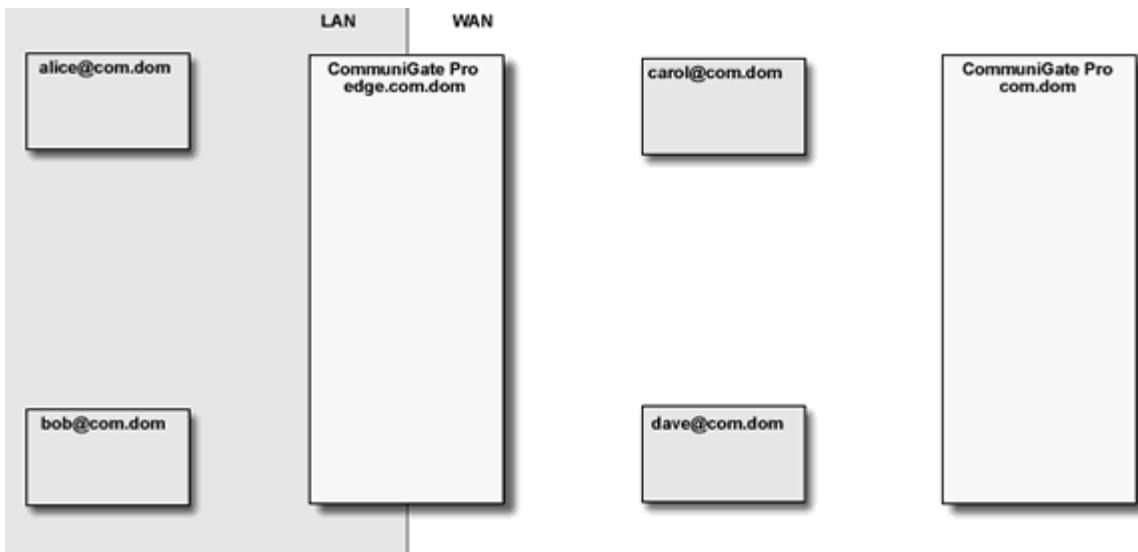 LAN
WAN
alice@com.dom
CommuniGate Pro
edge.com.dom
carol@com.dom
CommuniGate Pro
com.dom
bob@com.dom
dave@com.dom